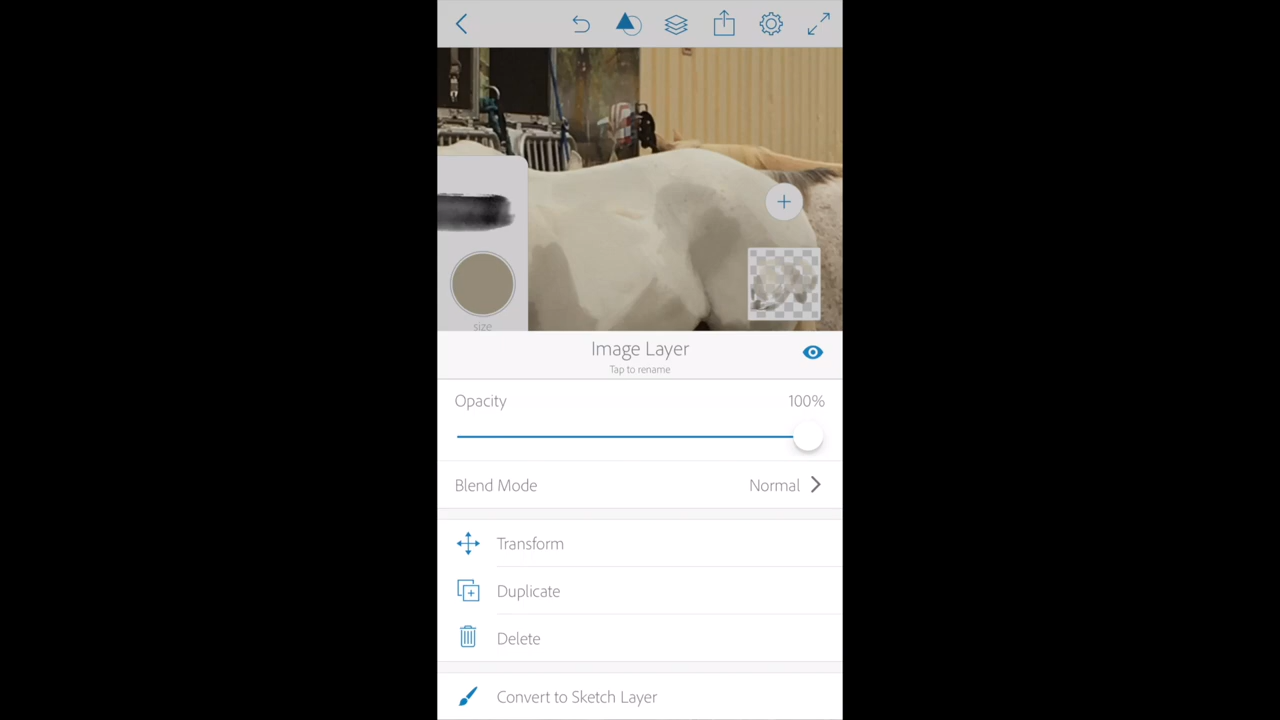 size
Image Layer
Tap to rename
Opacity 100%
Blend Mode Normal
Transform
Duplicate
Delete
Convert to Sketch Layer